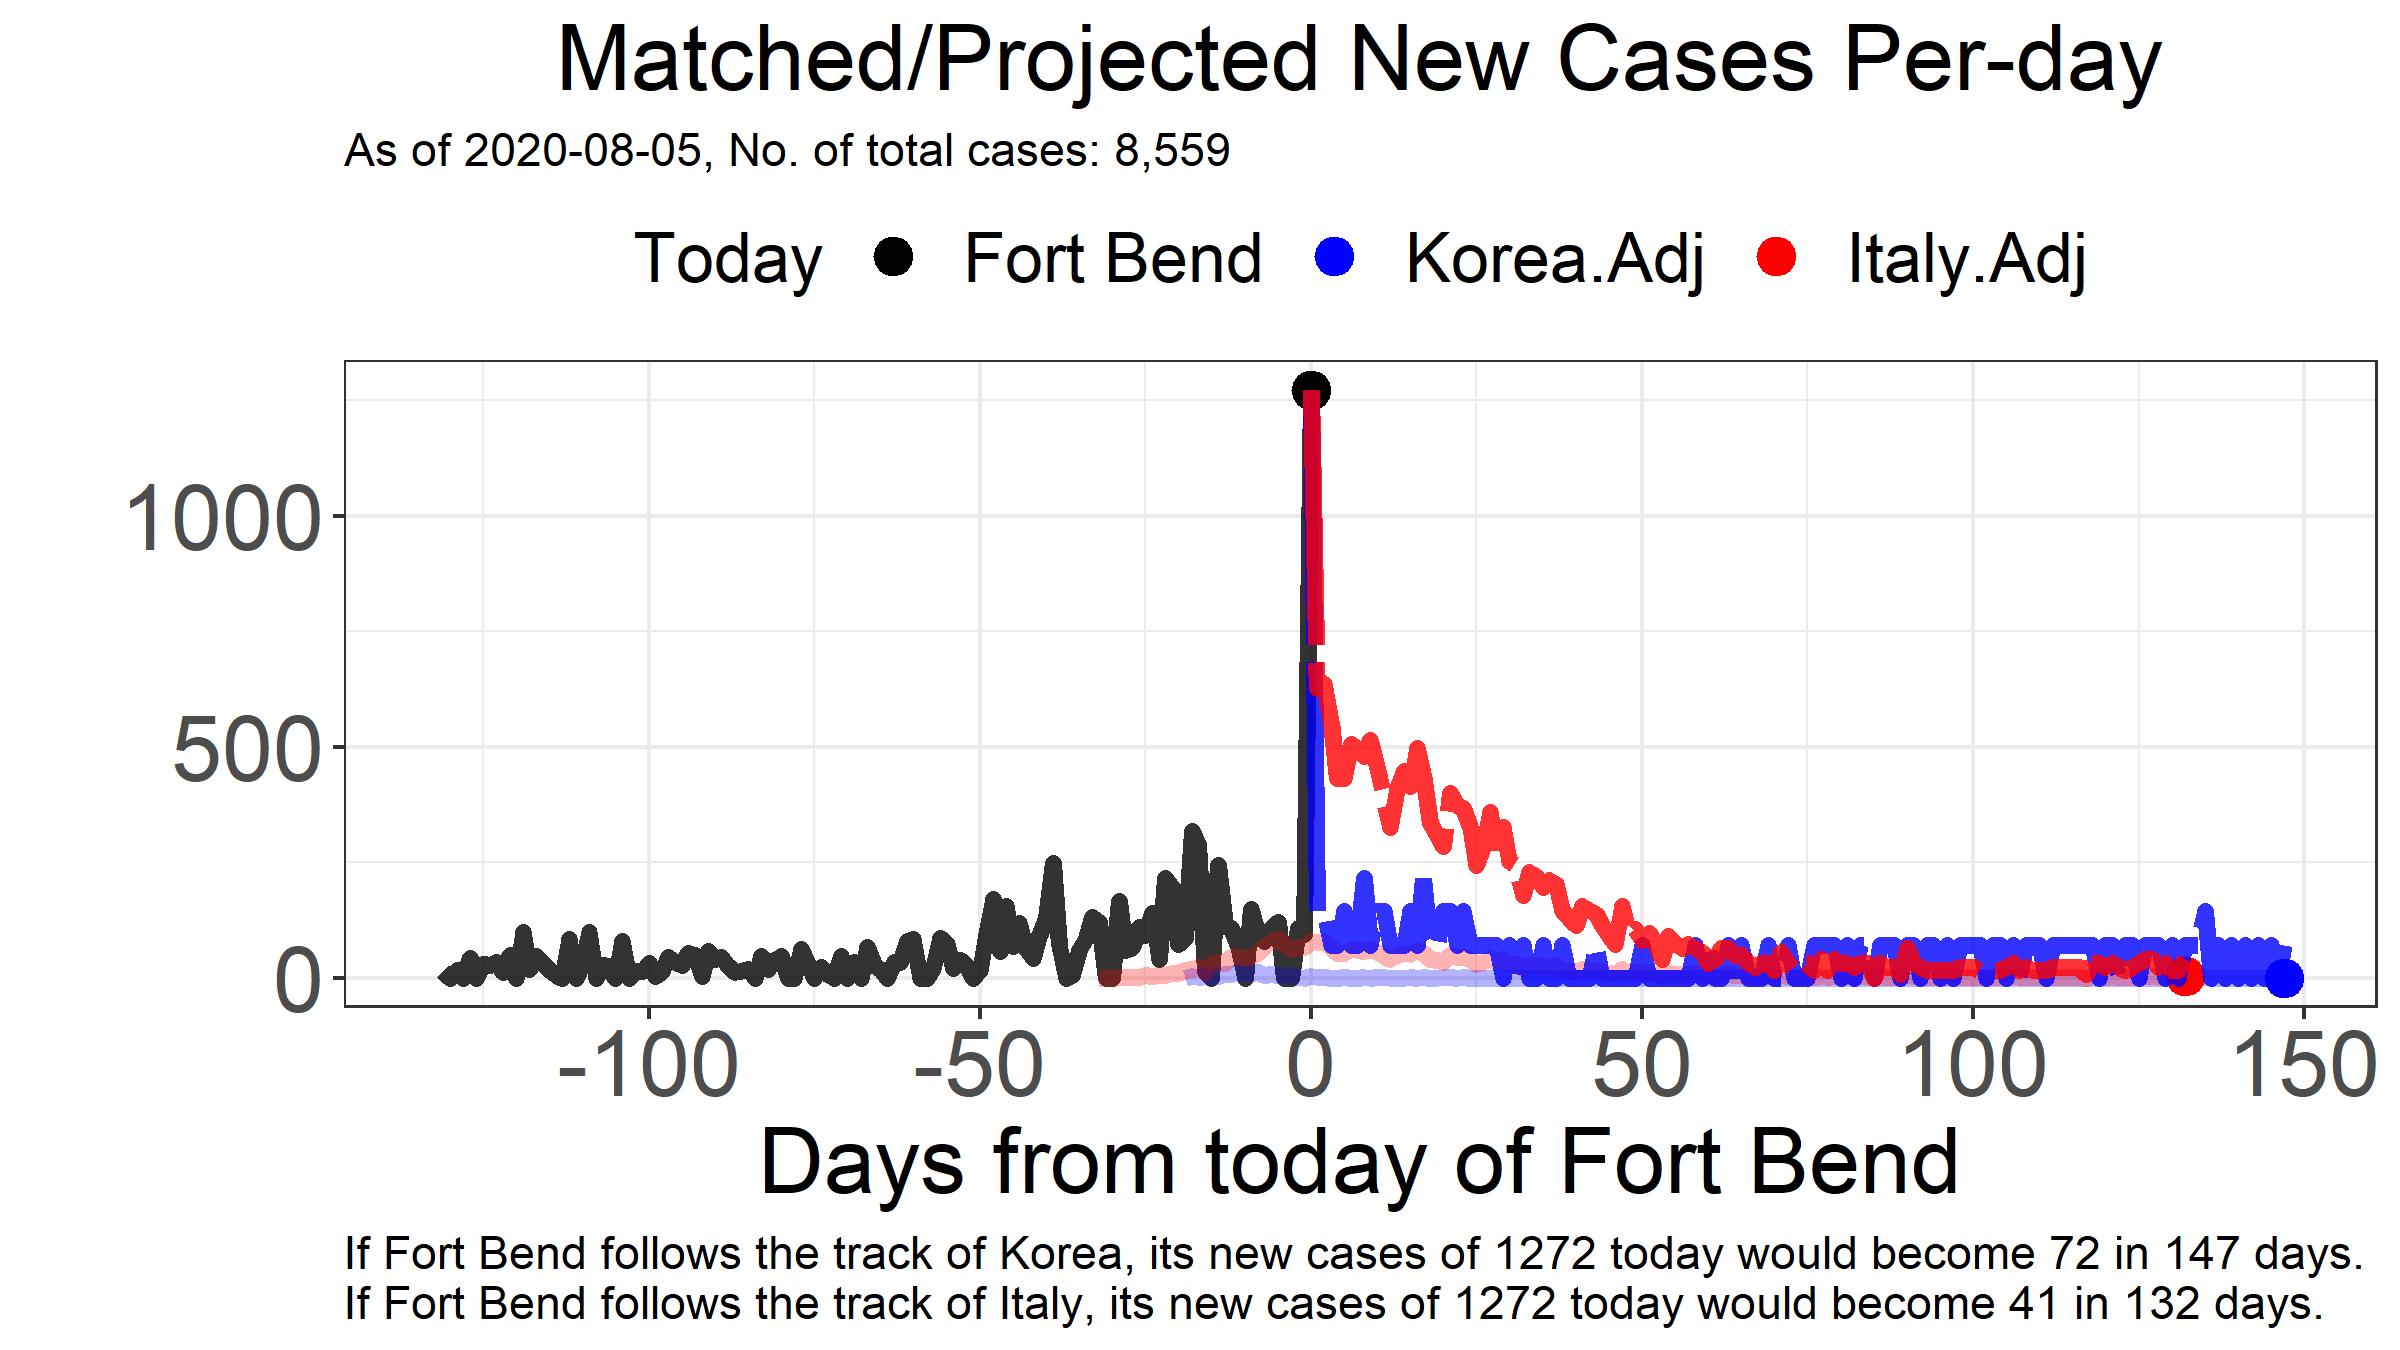 Matched/Projected New Cases Per-day
As of 2020-08-05, No. of total cases: 8,559
Today Fort Bend Korea.Adj Italy.Adj
1000
500
0
-100 -50 0 50 100 150
Days from today of Fort Bend
If Fort Bend follows the track of Korea, its new cases of 1272 today would become 72 in 147 days.
If Fort Bend follows the track of Italy, its new cases of 1272 today would become 41 in 132 days.